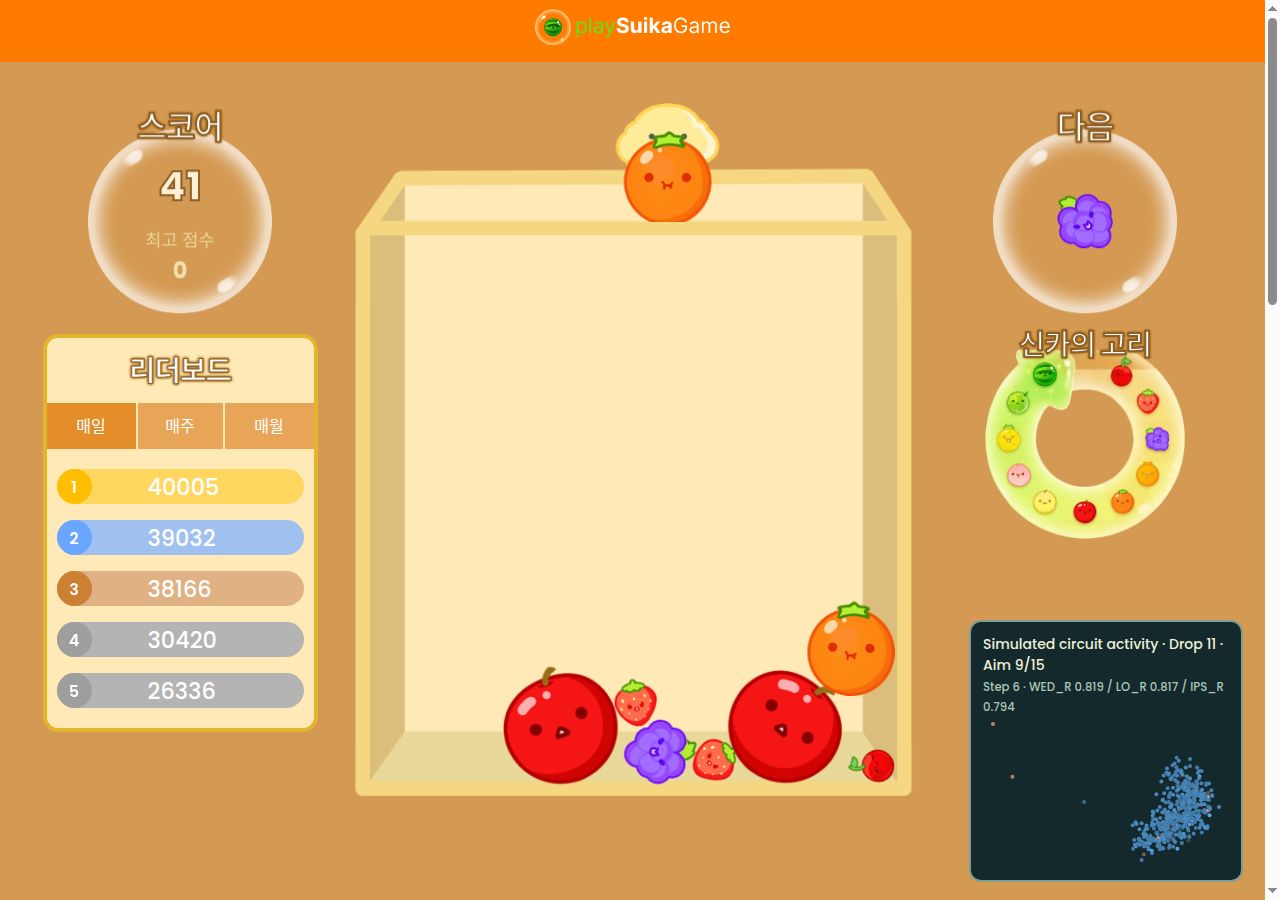 playSuikaGame
스코어
41
최고 점수
0
다음
리더보드
매일 매주 매월
1 40005
2 39032
3 38166
4 30420
5 26336
신카의 고리
Simulated circuit activity · Drop 11 ·
Aim 9/15
Step 6 · WED_R 0.819 / LO_R 0.817 / IPS_R
0.794